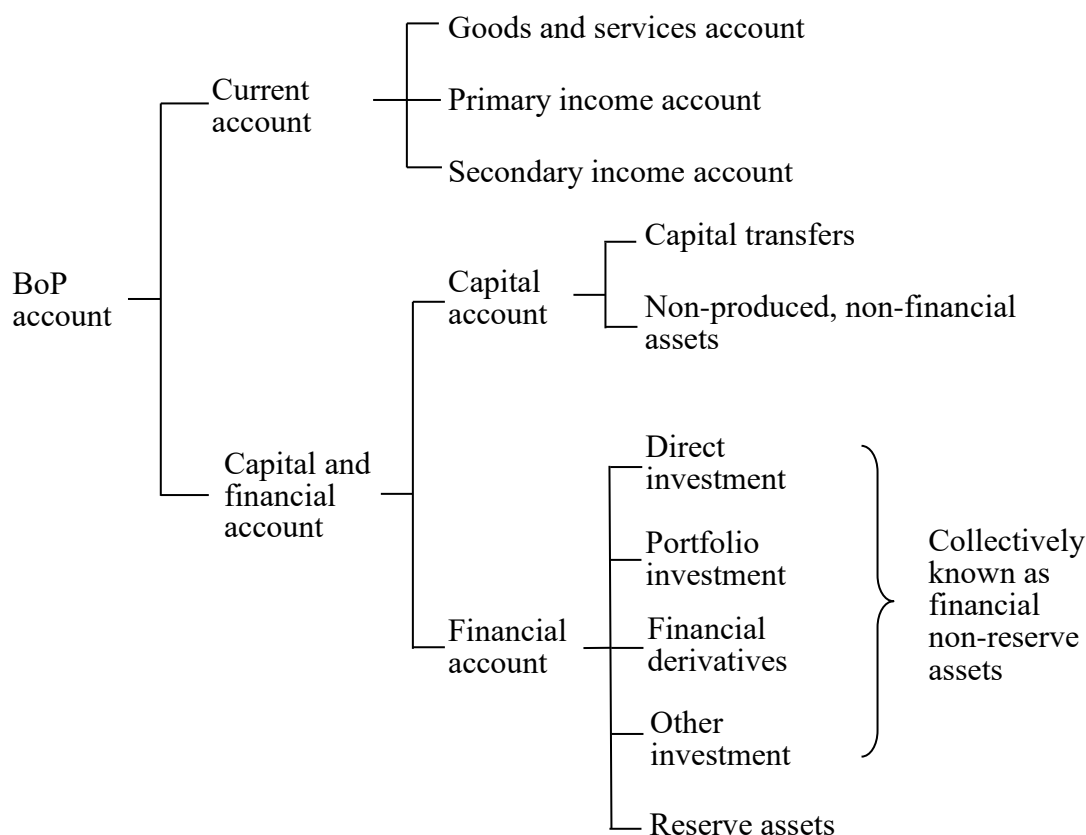 Goods and services account
Current
account
Primary income account
Secondary income account
BoP
account
Capital
account
Capital transfers
Non-produced, non-financial
assets
Capital and
financial
account
Financial
account
Direct
investment
Portfolio
investment
Financial
derivatives
Other
investment
Reserve assets
Collectively
known as
financial
non-reserve
assets